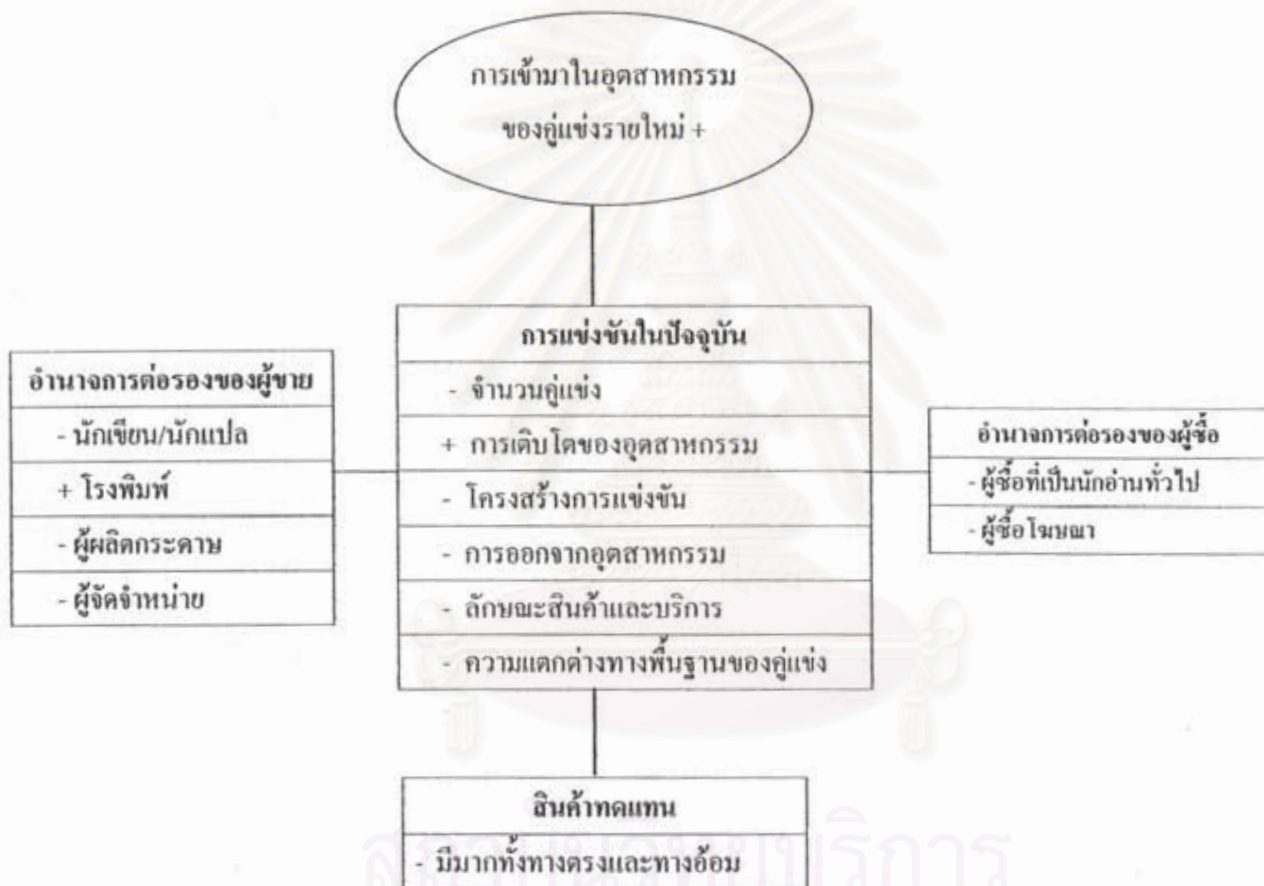 การเข้ามาในอุตสาหกรรม
ของคู่แข่งรายใหม่ +
การแข่งขันในปัจจุบัน
- จำนวนคู่แข่ง
+ การเติบโตของอุตสาหกรรม
- โครงสร้างการแข่งขัน
- การออกจากอุตสาหกรรม
- ลักษณะสินค้าและบริการ
- ความแตกต่างทางพื้นฐานของคู่แข่ง
อำนาจการต่อรองของผู้ขาย
- นักเขียน/นักแปล
+ โรงพิมพ์
- ผู้ผลิตกระดาษ
- ผู้จัดจำหน่าย
อำนาจการต่อรองของผู้ซื้อ
- ผู้ซื้อที่เป็นนักอ่านทั่วไป
- ผู้ซื้อโฆษณา
สินค้าทดแทน
- มีมากทั้งทางตรงและทางอ้อม
สถาบันวิทยบริการ